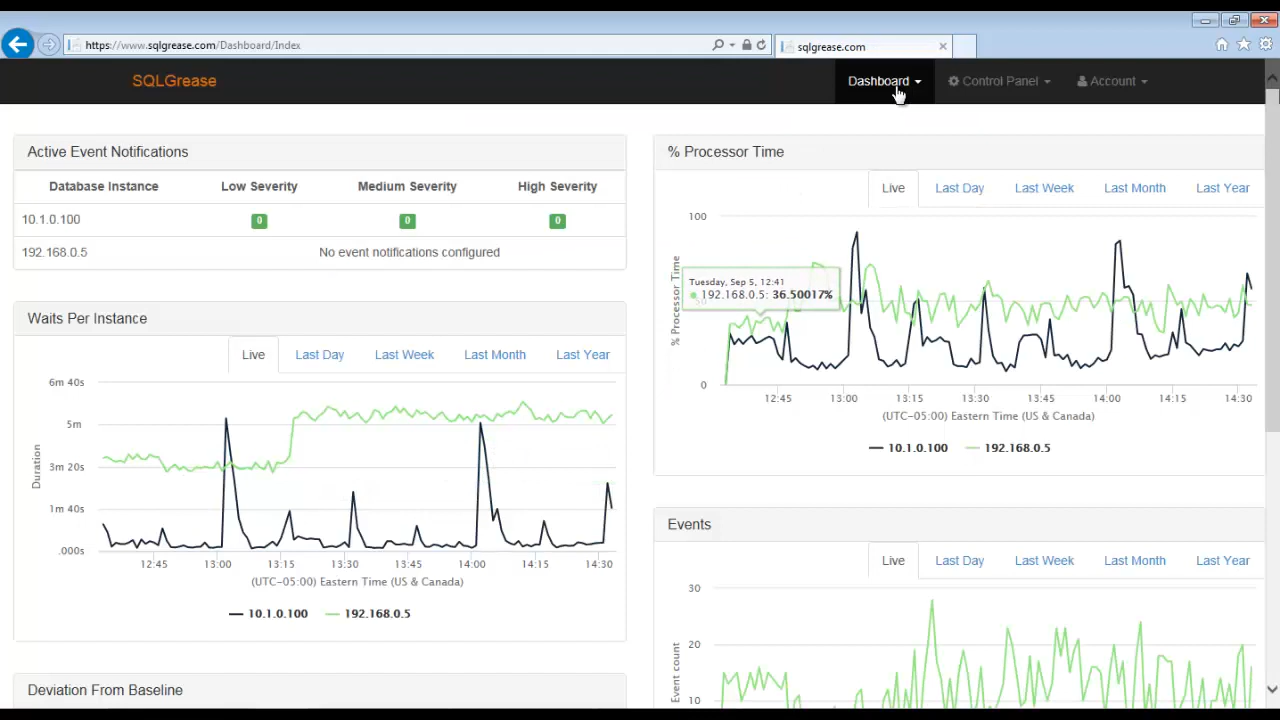 https://www.sqlgrease.com/Dashboard/Index
sqlgrease.com
SQLGrease
Dashboard
Control Panel
Account
Active Event Notifications
Database Instance Low Severity Medium Severity High Severity
10.1.0.100 0 0 0
192.168.0.5 No event notifications configured
Waits Per Instance
Live Last Day Last Week Last Month Last Year
6m 40s
5m
3m 20s
1m 40s
.000s
Duration
12:45 13:00 13:15 13:30 13:45 14:00 14:15 14:30
(UTC-05:00) Eastern Time (US & Canada)
10.1.0.100 192.168.0.5
Deviation From Baseline
% Processor Time
Live Last Day Last Week Last Month Last Year
100
0
% Processor Time
Tuesday, Sep 5, 12:41
192.168.0.5: 36.50017%
12:45 13:00 13:15 13:30 13:45 14:00 14:15 14:30
(UTC-05:00) Eastern Time (US & Canada)
10.1.0.100 192.168.0.5
Events
Live Last Day Last Week Last Month Last Year
30
20
10
Event count